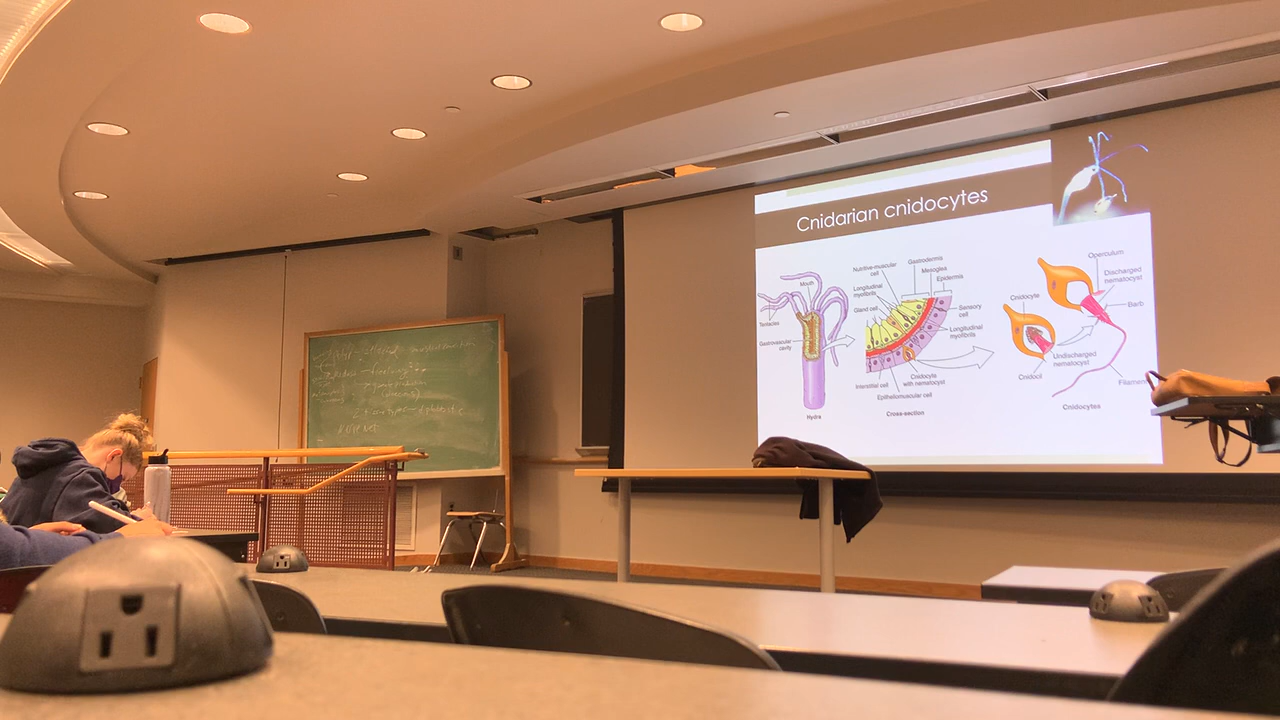 Cnidarian cnidocytes
Mouth
Tentacles
Gastrovascular
cavity
Hydra
Nutritive-muscular
cell
Longitudinal
myofibrils
Gland cell
Gastrodermis
Mesoglea
Epidermis
Sensory
cell
Longitudinal
myofibrils
Interstitial cell
Cnidocyte
with nematocyst
Epitheliomuscular cell
Cross-section
Cnidocyte
Cnidocil
Undischarged
nematocyst
Operculum
Discharged
nematocyst
Barb
Filament
Cnidocytes